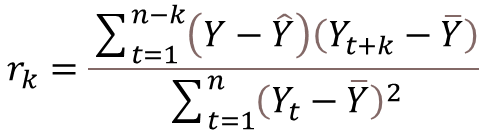 r_k = \frac{\sum_{t=1}^{n-k} (Y - \hat{Y})(Y_{t+k} - \bar{Y})}{\sum_{t=1}^{n} (Y_t - \bar{Y})^2}